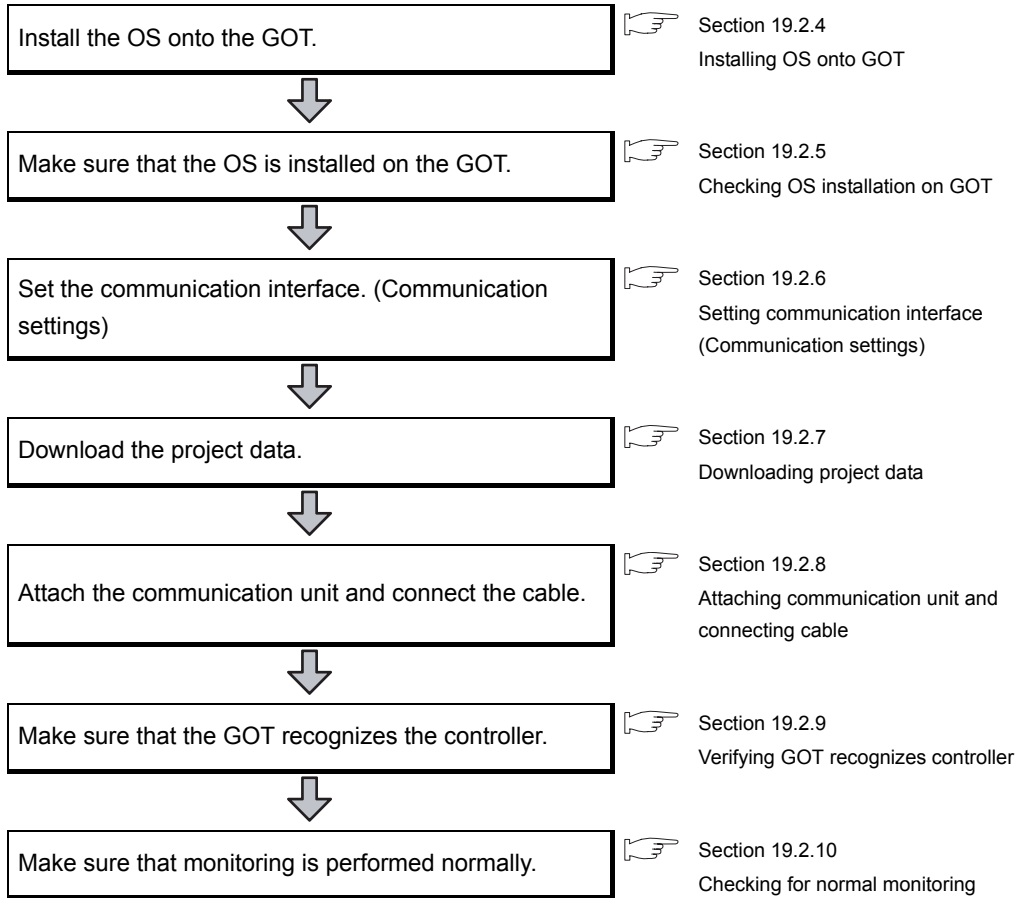 Install the OS onto the GOT.
Section 19.2.4
Installing OS onto GOT
Make sure that the OS is installed on the GOT.
Section 19.2.5
Checking OS installation on GOT
Set the communication interface. (Communication
settings)
Section 19.2.6
Setting communication interface
(Communication settings)
Download the project data.
Section 19.2.7
Downloading project data
Attach the communication unit and connect the cable.
Section 19.2.8
Attaching communication unit and
connecting cable
Make sure that the GOT recognizes the controller.
Section 19.2.9
Verifying GOT recognizes controller
Make sure that monitoring is performed normally.
Section 19.2.10
Checking for normal monitoring